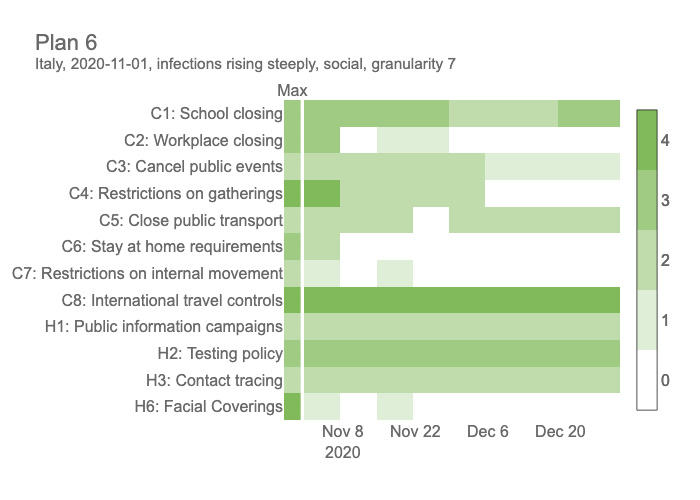 Plan 6
Italy, 2020-11-01, infections rising steeply, social, granularity 7
Max
C1: School closing
C2: Workplace closing
C3: Cancel public events
C4: Restrictions on gatherings
C5: Close public transport
C6: Stay at home requirements
C7: Restrictions on internal movement
C8: International travel controls
H1: Public information campaigns
H2: Testing policy
H3: Contact tracing
H6: Facial Coverings
Nov 8 Nov 22 Dec 6 Dec 20
2020
4
3
2
1
0